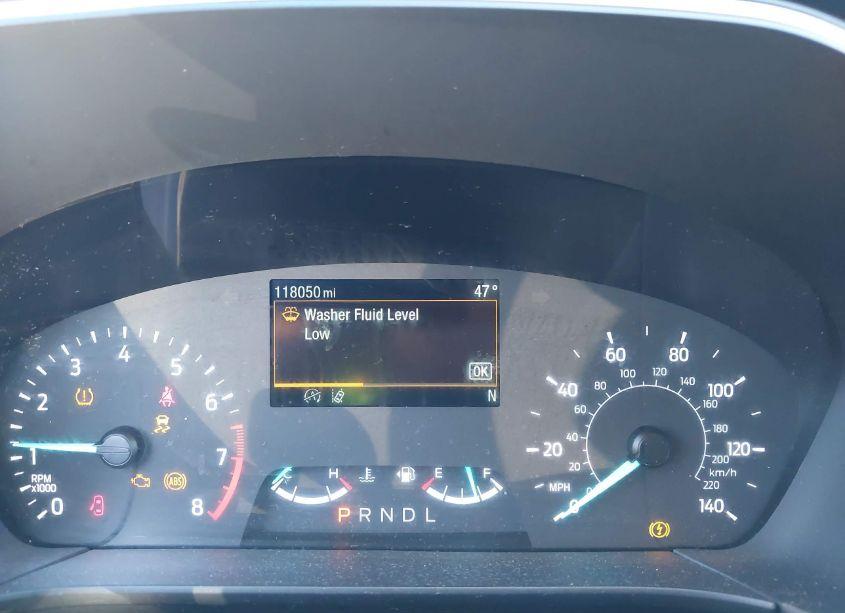 118050 mi 47°
Washer Fluid Level
Low
OK
N
0 1 2 3 4 5 6 7 8
RPM
x1000
ABS
C H E F
P R N D L
0 20 40 60 80 100 120 140
MPH
0 20 40 60 80 100 120 140 160 180 200 220
km/h